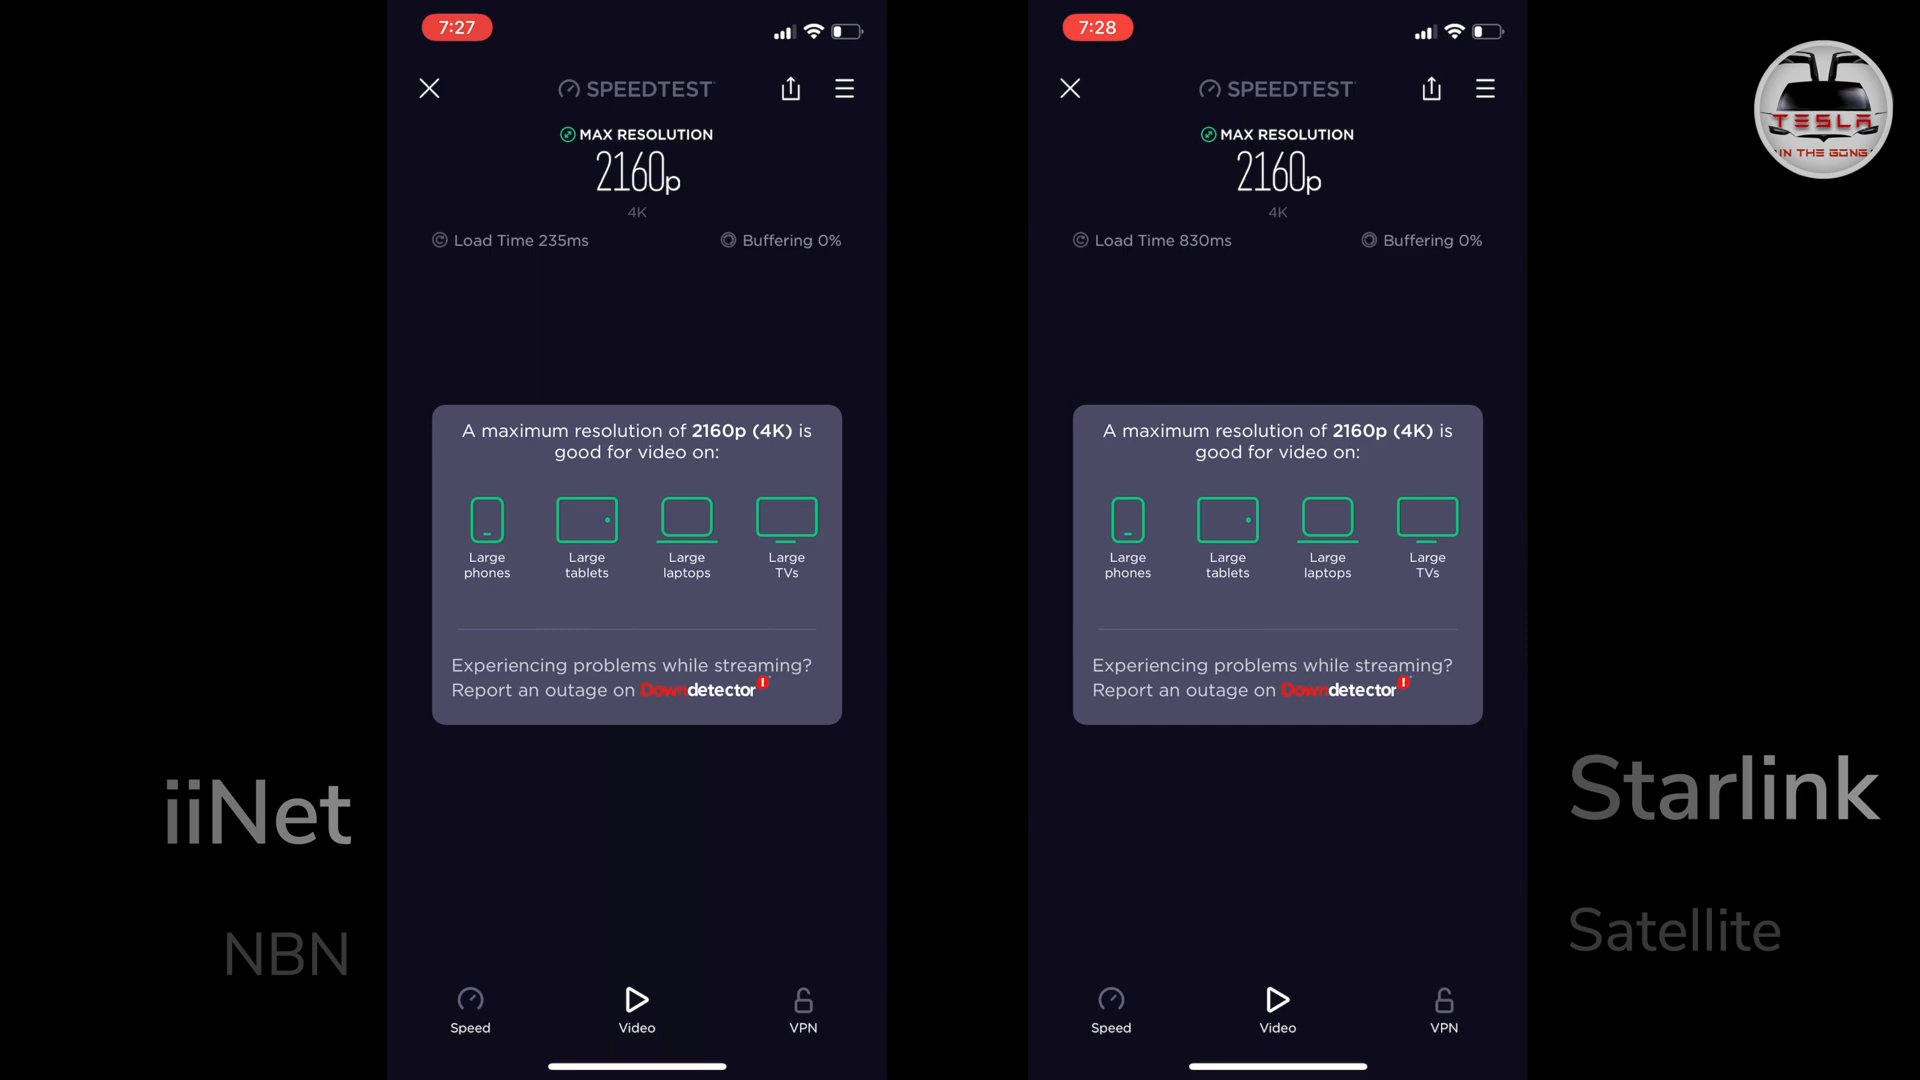 7:27
SPEEDTEST
MAX RESOLUTION
2160p
4K
Load Time 235ms
Buffering 0%
A maximum resolution of 2160p (4K) is
good for video on:
Large
phones
Large
tablets
Large
laptops
Large
TVs
Experiencing problems while streaming?
Report an outage on Downdetector
Speed
Video
VPN
iiNet
NBN
7:28
SPEEDTEST
MAX RESOLUTION
2160p
4K
Load Time 830ms
Buffering 0%
A maximum resolution of 2160p (4K) is
good for video on:
Large
phones
Large
tablets
Large
laptops
Large
TVs
Experiencing problems while streaming?
Report an outage on Downdetector
Speed
Video
VPN
TESLA
IN THE GONG
Starlink
Satellite